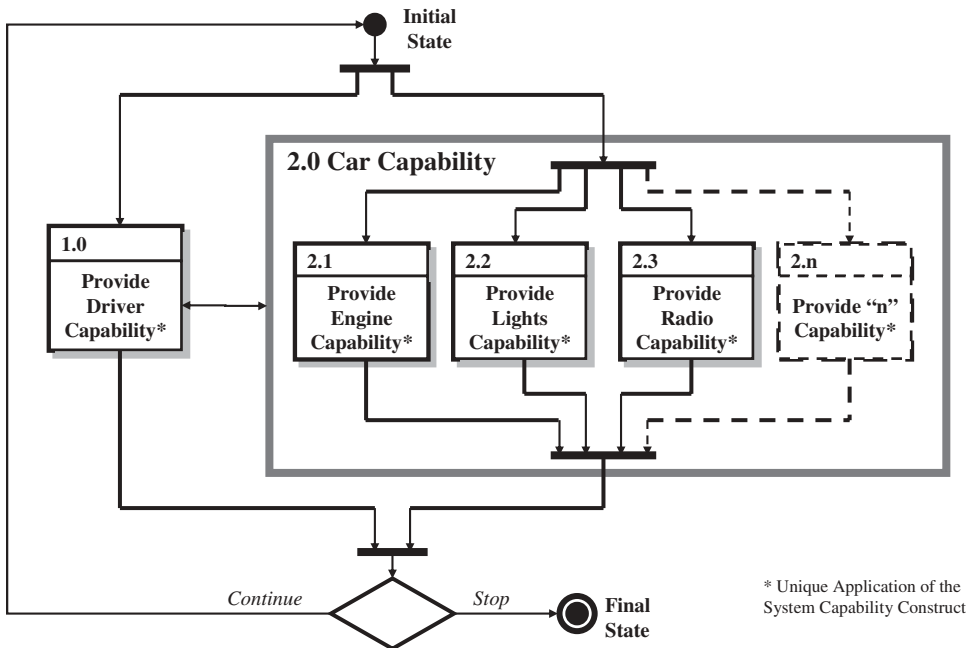 Initial
State
2.0 Car Capability
1.0
Provide
Driver
Capability*
2.1
Provide
Engine
Capability*
2.2
Provide
Lights
Capability*
2.3
Provide
Radio
Capability*
2.n
Provide “n”
Capability*
Continue
Stop
Final
State
* Unique Application of the
System Capability Construct